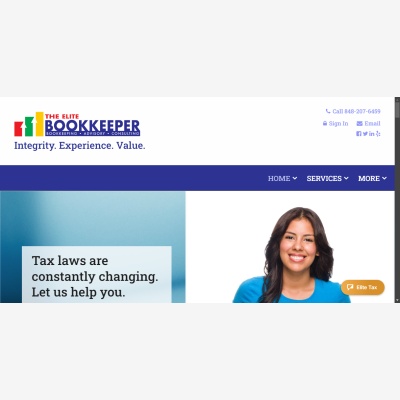 Call 848-207-6459
Sign In Email
THE ELITE
BOOKKEEPER
BOOKKEEPING • ADVISORY • CONSULTING
Integrity. Experience. Value.
HOME SERVICES MORE
Tax laws are
constantly changing.
Let us help you.
Elite Tax